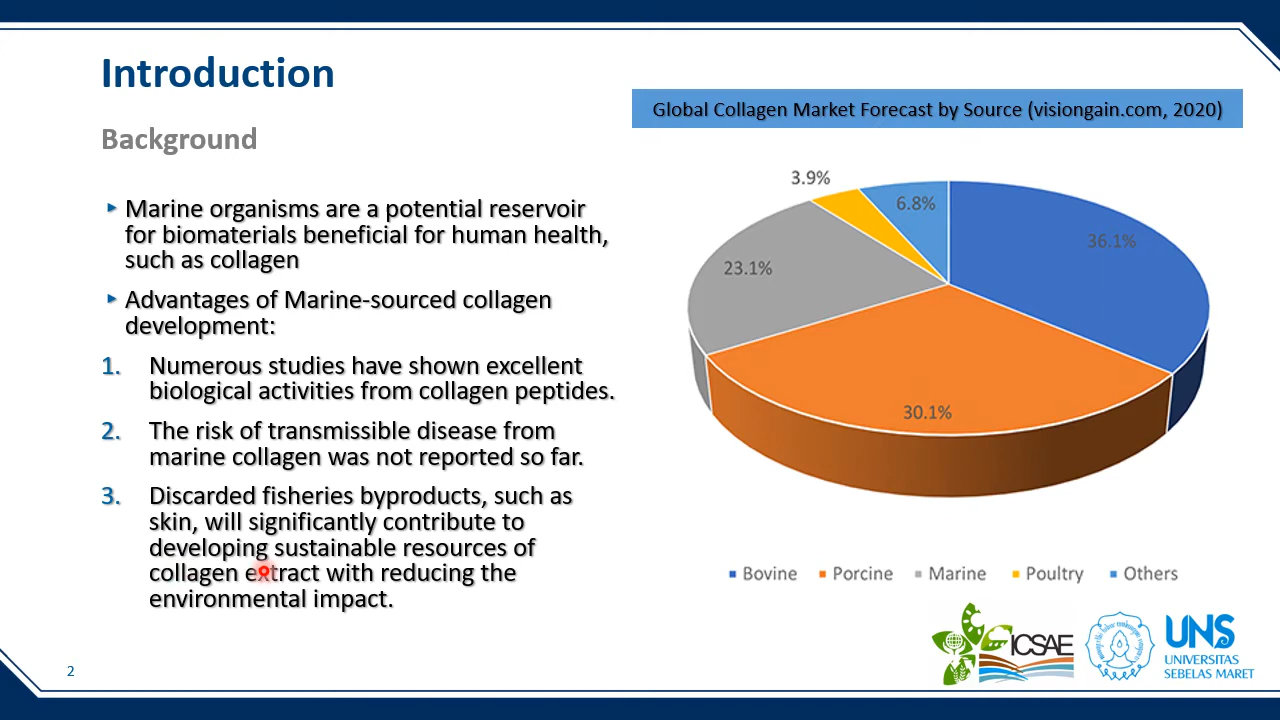 Introduction
Background
Marine organisms are a potential reservoir
for biomaterials beneficial for human health,
such as collagen
Advantages of Marine-sourced collagen
development:
1. Numerous studies have shown excellent
biological activities from collagen peptides.
2. The risk of transmissible disease from
marine collagen was not reported so far.
3. Discarded fisheries byproducts, such as
skin, will significantly contribute to
developing sustainable resources of
collagen extract with reducing the
environmental impact.
2
Global Collagen Market Forecast by Source (visiongain.com, 2020)
3.9%
6.8%
36.1%
23.1%
30.1%
Bovine Porcine Marine Poultry Others
ICSAE
UNS
UNIVERSITAS
SEBELAS MARET